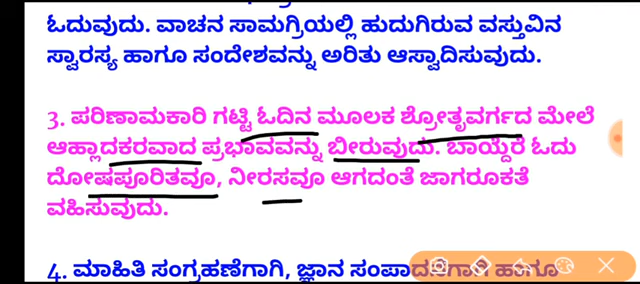 ಓದುವುದು. ವಾಚನ ಸಾಮಗ್ರಿಯಲ್ಲಿ ಹುದುಗಿರುವ ವಸ್ತುವಿನ
ಸ್ವಾರಸ್ಯ ಹಾಗೂ ಸಂದೇಶವನ್ನು ಅರಿತು ಆಸ್ವಾದಿಸುವುದು.
3. ಪರಿಣಾಮಕಾರಿ ಗಟ್ಟಿ ಓದಿನ ಮೂಲಕ ಶ್ರೋತೃವರ್ಗದ ಮೇಲೆ
ಆಹ್ಲಾದಕರವಾದ ಪ್ರಭಾವವನ್ನು ಬೀರುವುದು. ಬಾಯ್ದೆರೆ ಓದು
ದೋಷಪೂರಿತವೂ, ನೀರಸವೂ ಆಗದಂತೆ ಜಾಗರೂಕತೆ
ವಹಿಸುವುದು.
4. ಮಾಹಿತಿ ಸಂಗ್ರಹಣೆಗಾಗಿ, ಜ್ಞಾನ ಸಂಪಾದನೆಗಾಗಿ ಹಾಗೂ